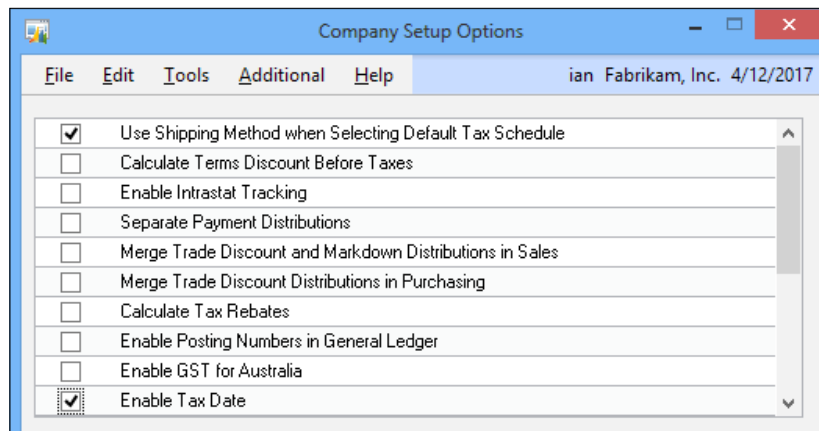 Company Setup Options
File Edit Tools Additional Help ian Fabrikam, Inc. 4/12/2017
Use Shipping Method when Selecting Default Tax Schedule
Calculate Terms Discount Before Taxes
Enable Intrastat Tracking
Separate Payment Distributions
Merge Trade Discount and Markdown Distributions in Sales
Merge Trade Discount Distributions in Purchasing
Calculate Tax Rebates
Enable Posting Numbers in General Ledger
Enable GST for Australia
Enable Tax Date